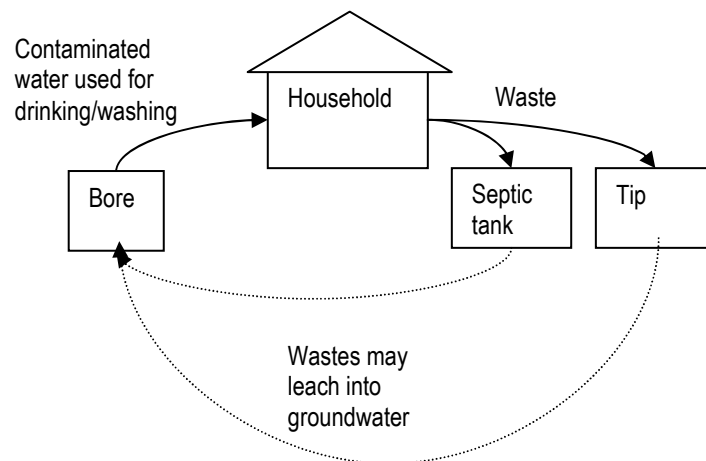 Contaminated
water used for
drinking/washing
Household
Waste
Bore
Septic
tank
Tip
Wastes may
leach into
groundwater